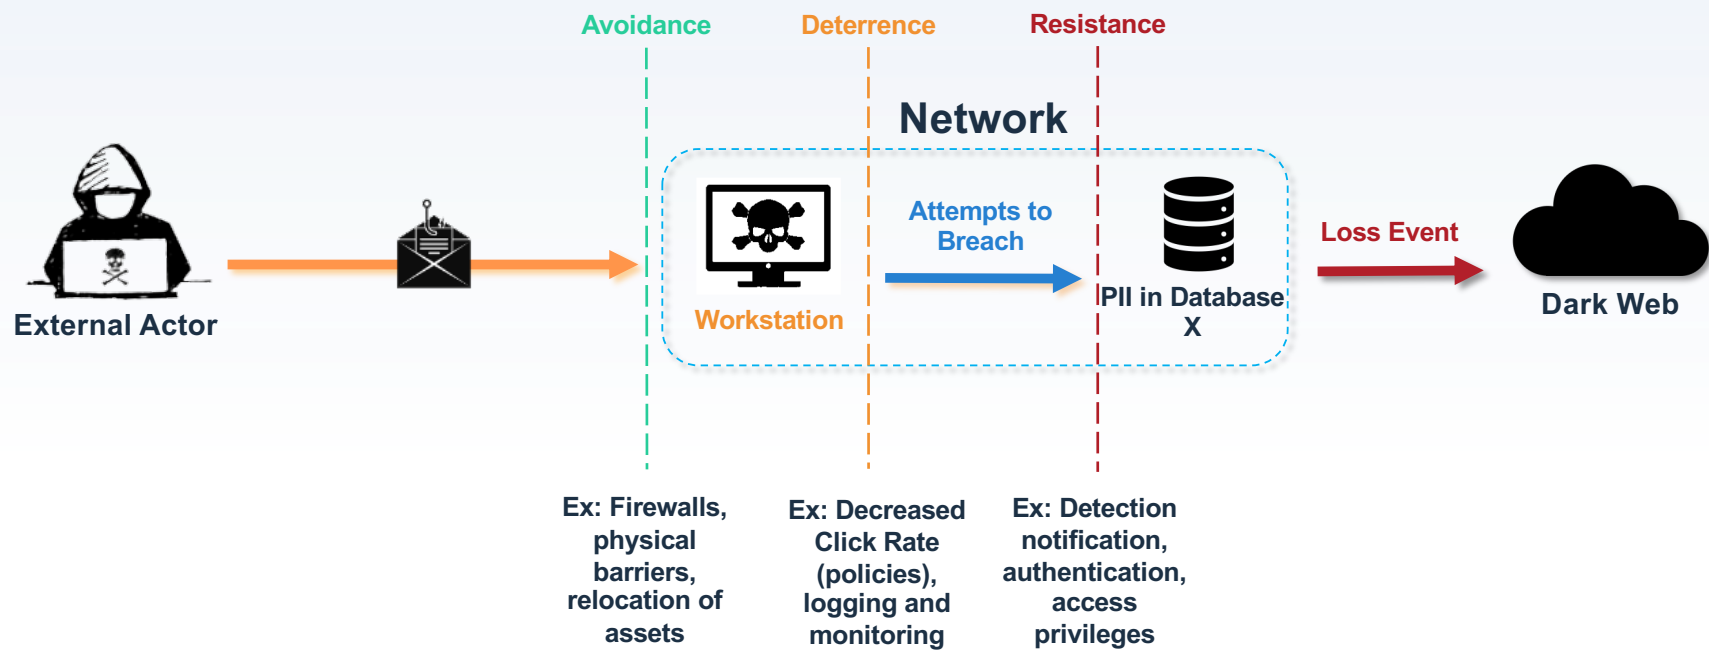 Avoidance
Deterrence
Resistance
Network
Attempts to
Breach
Loss Event
External Actor
Workstation
PII in Database
X
Dark Web
Ex: Firewalls,
physical
barriers,
relocation of
assets
Ex: Decreased
Click Rate
(policies),
logging and
monitoring
Ex: Detection
notification,
authentication,
access
privileges